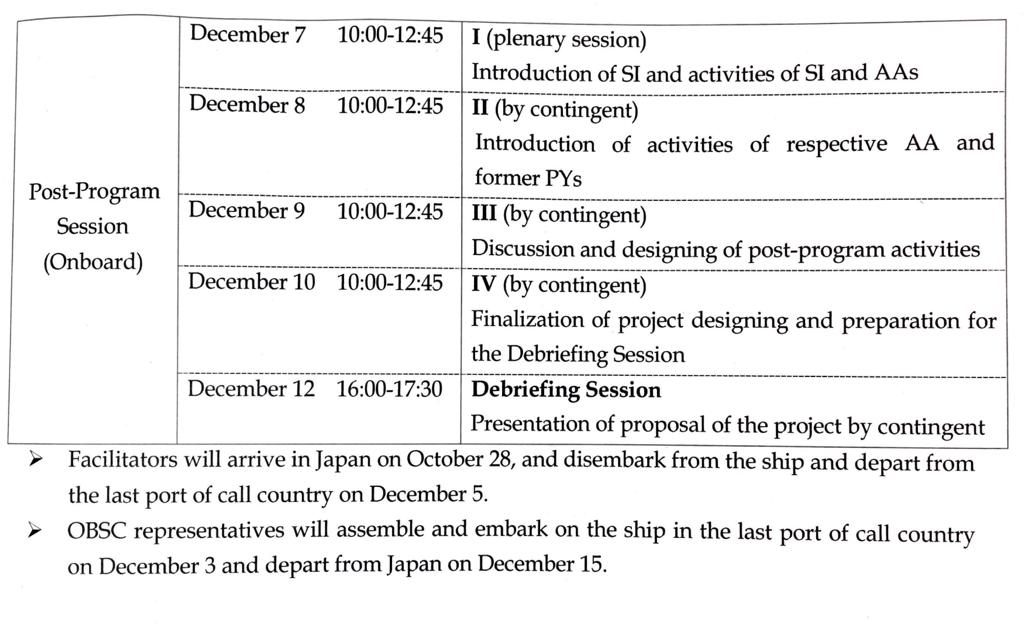 Post-Program
Session
(Onboard)
December 7 10:00-12:45 I (plenary session)
Introduction of SI and activities of SI and AAs
December 8 10:00-12:45 II (by contingent)
Introduction of activities of respective AA and
former PYs
December 9 10:00-12:45 III (by contingent)
Discussion and designing of post-program activities
December 10 10:00-12:45 IV (by contingent)
Finalization of project designing and preparation for
the Debriefing Session
December 12 16:00-17:30 Debriefing Session
Presentation of proposal of the project by contingent
➢ Facilitators will arrive in Japan on October 28, and disembark from the ship and depart from
the last port of call country on December 5.
➢ OBSC representatives will assemble and embark on the ship in the last port of call country
on December 3 and depart from Japan on December 15.